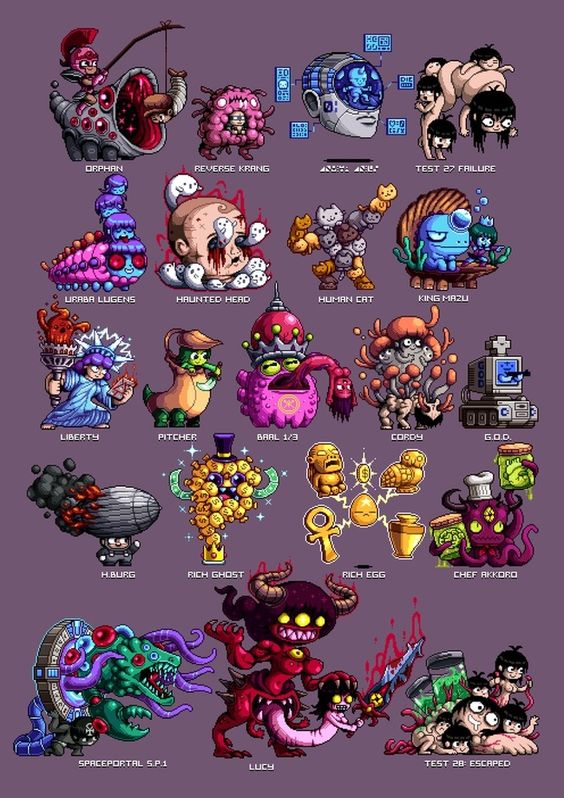 ORPHAN
REVERSE KRANG
TEST 27 FAILURE
URABA LUGENS
HAUNTED HEAD
HUMAN CAT
KING MAZU
LIBERTY
PITCHER
BAAL 1/3
CORDY
GOD
G.O.D.
H.BURG
RICH GHOST
RICH EGG
CHEF AKKORO
SPACEPORTAL S.P.1
LUCY
TEST 28: ESCAPED